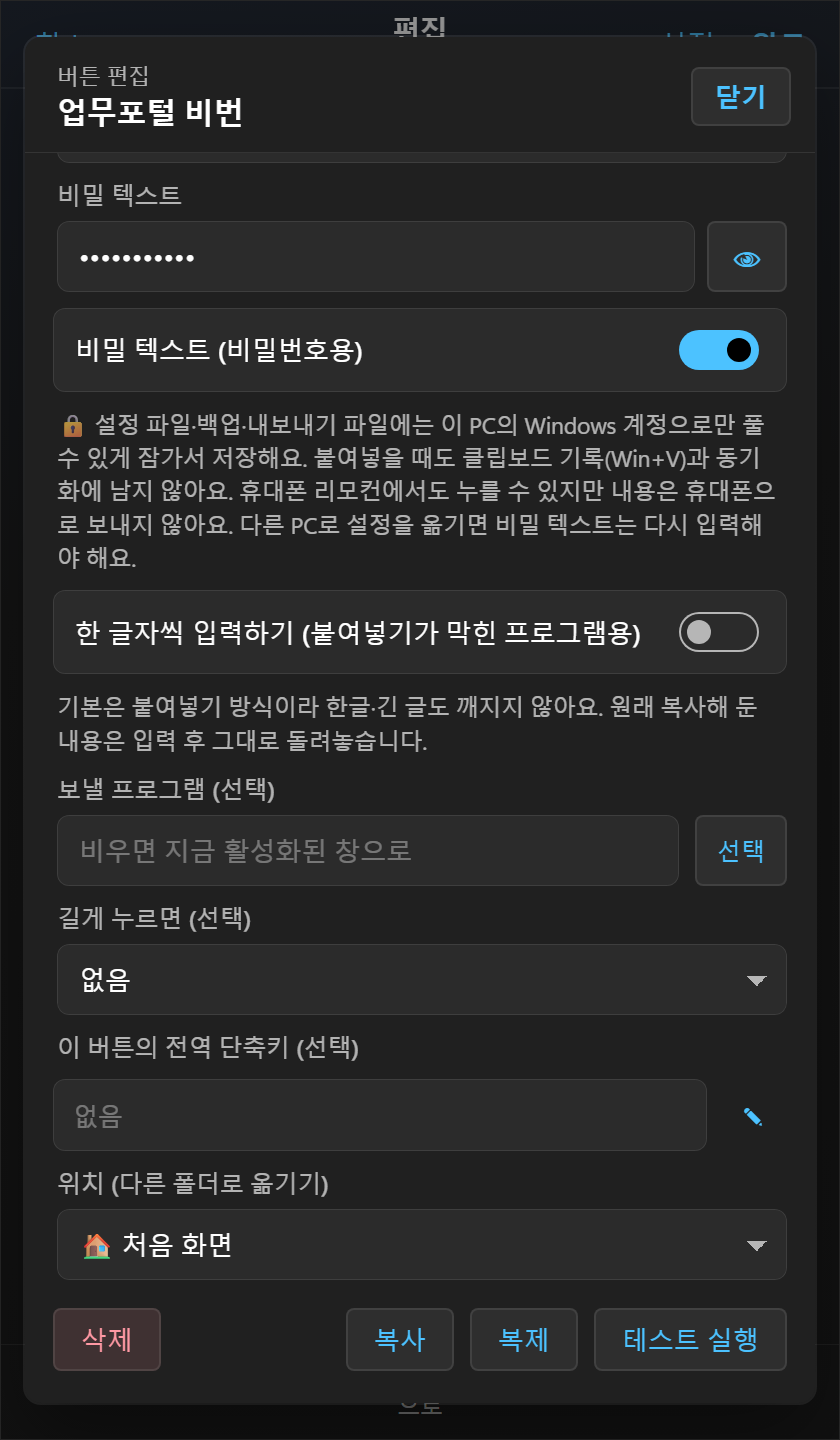 편집
버튼 편집
업무포털 비번
닫기
비밀 텍스트
•••••••••••
비밀 텍스트 (비밀번호용)
🔒 설정 파일·백업·내보내기 파일에는 이 PC의 Windows 계정으로만 풀
수 있게 잠가서 저장해요. 붙여넣을 때도 클립보드 기록(Win+V)과 동기
화에 남지 않아요. 휴대폰 리모컨에서도 누를 수 있지만 내용은 휴대폰으
로 보내지 않아요. 다른 PC로 설정을 옮기면 비밀 텍스트는 다시 입력해
야 해요.
한 글자씩 입력하기 (붙여넣기가 막힌 프로그램용)
기본은 붙여넣기 방식이라 한글·긴 글도 깨지지 않아요. 원래 복사해 둔
내용은 입력 후 그대로 돌려놓습니다.
보낼 프로그램 (선택)
비우면 지금 활성화된 창으로
선택
길게 누르면 (선택)
없음
이 버튼의 전역 단축키 (선택)
없음
위치 (다른 폴더로 옮기기)
🏠 처음 화면
삭제
복사
복제
테스트 실행